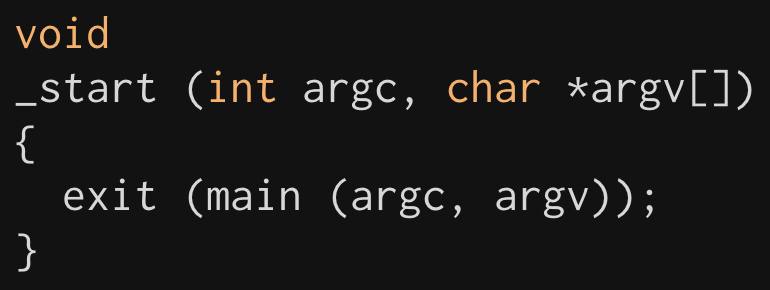 void
_start (int argc, char *argv[])
{
  exit (main (argc, argv));
}